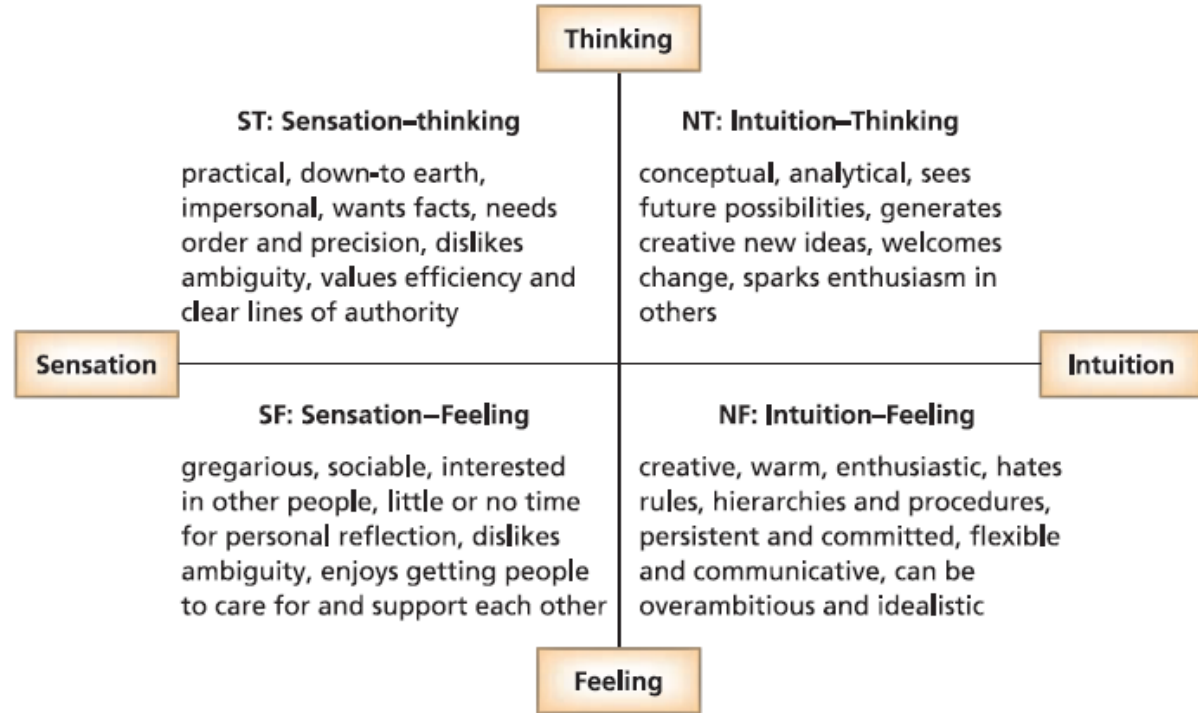 Thinking
ST: Sensation–thinking
practical, down-to earth,
impersonal, wants facts, needs
order and precision, dislikes
ambiguity, values efficiency and
clear lines of authority
NT: Intuition–Thinking
conceptual, analytical, sees
future possibilities, generates
creative new ideas, welcomes
change, sparks enthusiasm in
others
Sensation
Intuition
SF: Sensation–Feeling
gregarious, sociable, interested
in other people, little or no time
for personal reflection, dislikes
ambiguity, enjoys getting people
to care for and support each other
NF: Intuition–Feeling
creative, warm, enthusiastic, hates
rules, hierarchies and procedures,
persistent and committed, flexible
and communicative, can be
overambitious and idealistic
Feeling